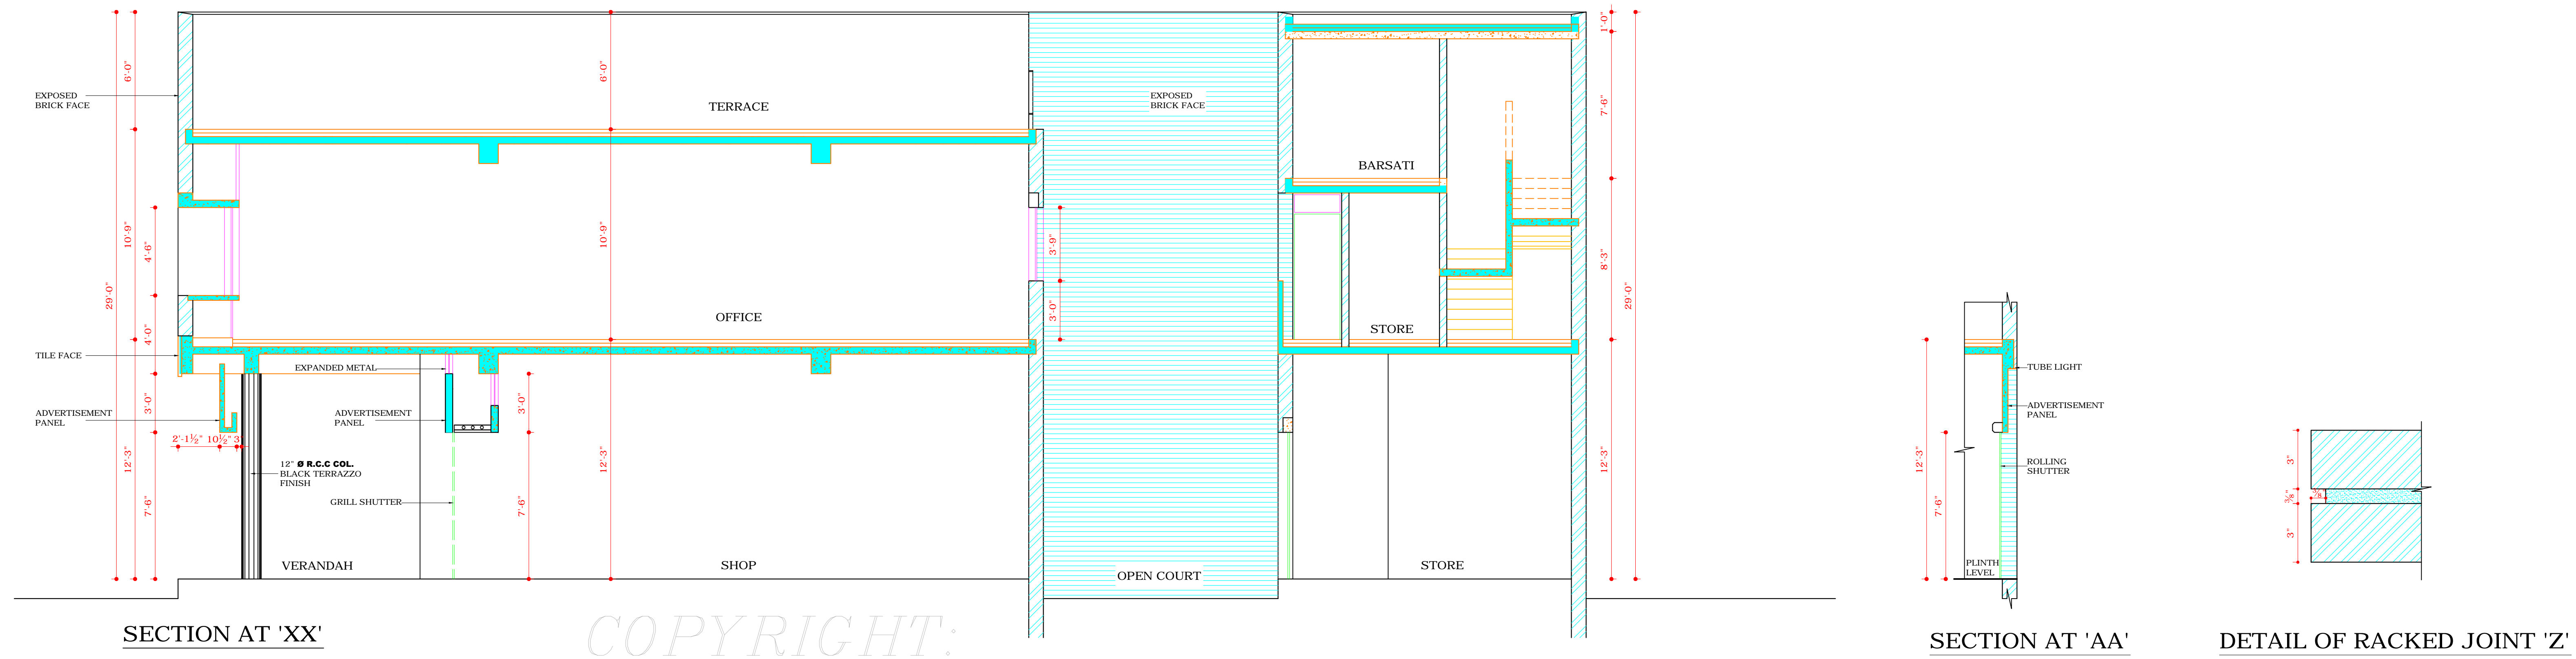 6'-0"
6'-0"
1'-0"
EXPOSED
BRICK FACE
TERRACE
EXPOSED
BRICK FACE
7'-6"
BARSATI
10'-9"
4'-6"
10'-9"
3'-9"
8'-3"
29'-0"
29'-0"
4'-0"
OFFICE
3'-0"
STORE
TILE FACE
EXPANDED METAL
TUBE LIGHT
3'-0"
ADVERTISEMENT
PANEL
ADVERTISEMENT
PANEL
3'-0"
ADVERTISEMENT
PANEL
2'-1½" 10½" 3"
12'-3"
12'-3"
12'-3"
12'-3"
12" Ø R.C.C COL.
BLACK TERRAZZO
FINISH
ROLLING
SHUTTER
3"
3/8"
3/8"
3"
GRILL SHUTTER
7'-6"
7'-6"
7'-6"
VERANDAH
SHOP
OPEN COURT
STORE
PLINTH
LEVEL
SECTION AT 'XX'
COPYRIGHT:
SECTION AT 'AA'
DETAIL OF RACKED JOINT 'Z'